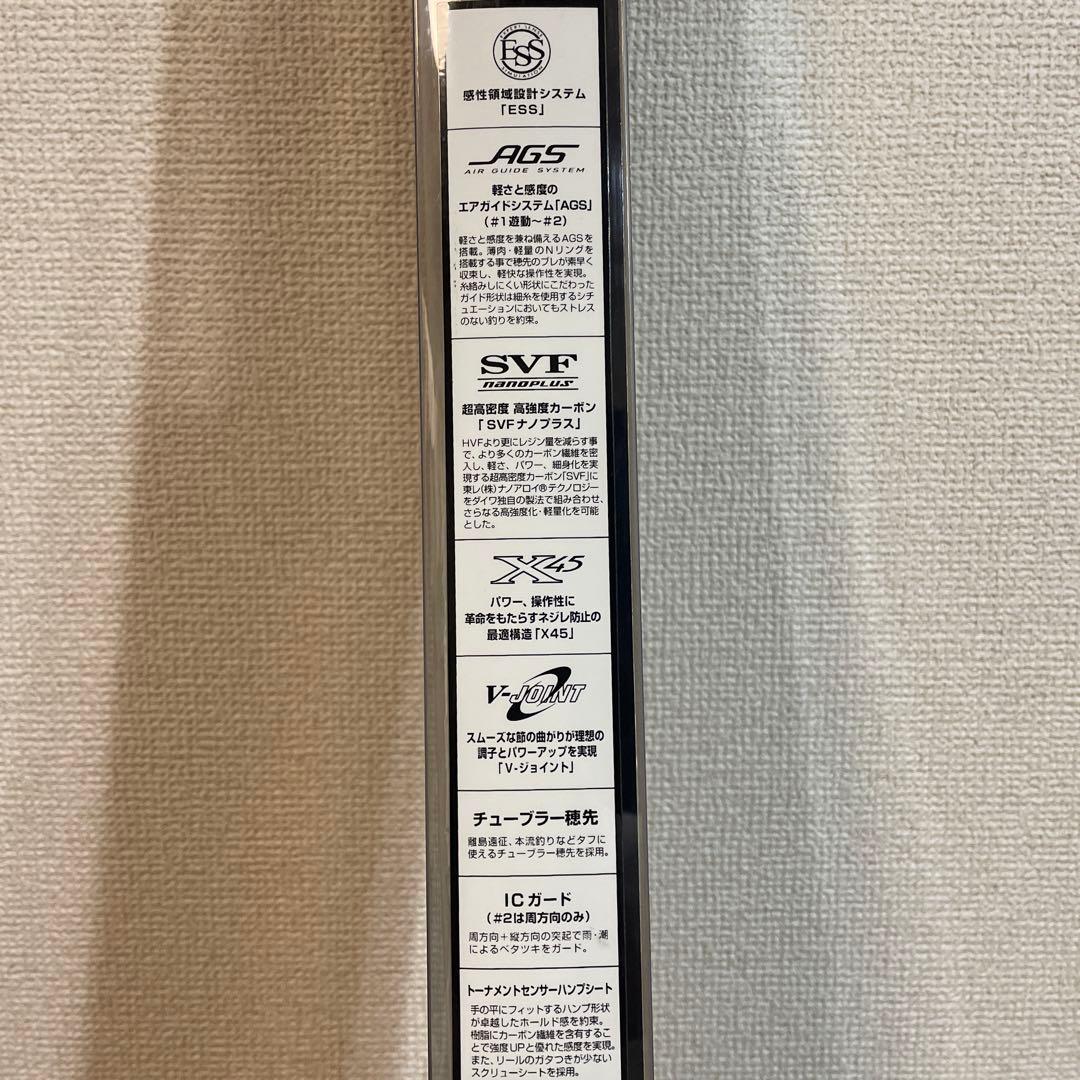 EXPERT SENSE
ESS
SIMULATION
感性領域設計システム
「ESS」
AGS
AIR GUIDE SYSTEM
軽さと感度の
エアガイドシステム「AGS」
(#1遊動〜#2)
軽さと感度を兼ね備えるAGSを
搭載。薄肉・軽量のNリングを
搭載する事で穂先のブレが素早く
収束し、軽快な操作性を実現。
糸絡みしにくい形状にこだわった
ガイド形状は細糸を使用するシチ
ュエーションにおいてもストレス
のない釣りを約束。
SVF
nanoPLUS
超高密度 高強度カーボン
「SVFナノプラス」
HVFより更にレジン量を減らす事
で、より多くのカーボン繊維を密
入し、軽さ、パワー、細身化を実
現する超高密度カーボン「SVF」に
東レ(株)ナノアロイ®テクノロジー
をダイワ独自の製法で組み合わせ、
さらなる高強度化・軽量化を可能
とした。
X45
パワー、操作性に
革命をもたらすネジレ防止の
最適構造「X45」
V-JOINT
スムーズな節の曲がりが理想の
調子とパワーアップを実現
「V-ジョイント」
チューブラー穂先
離島遠征、本流釣りなどタフに
使えるチューブラー穂先を採用。
ICガード
(#2は周方向のみ)
周方向+縦方向の突起で雨・潮
によるベタツキをガード。
トーナメントセンサーハンプシート
手の平にフィットするハンプ形状
が卓越したホールド感を約束。
樹脂にカーボン繊維を含有するこ
とで強度UPと優れた感度を実現。
また、リールのガタつきが少ない
スクリューシートを採用。